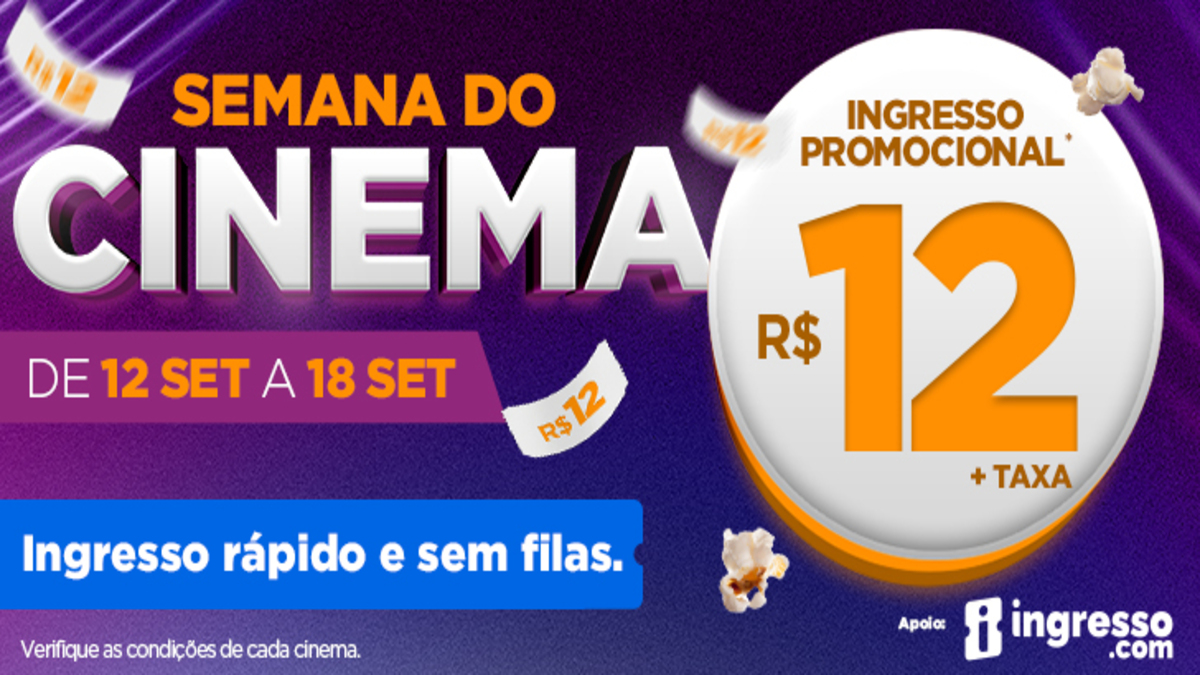 SEMANA DO
CINEMA
DE 12 SET A 18 SET
R$12
Ingresso rápido e sem filas.
Verifique as condições de cada cinema.
INGRESSO
PROMOCIONAL*
R$12
+ TAXA
Apoio:
ingresso
.com
R$12